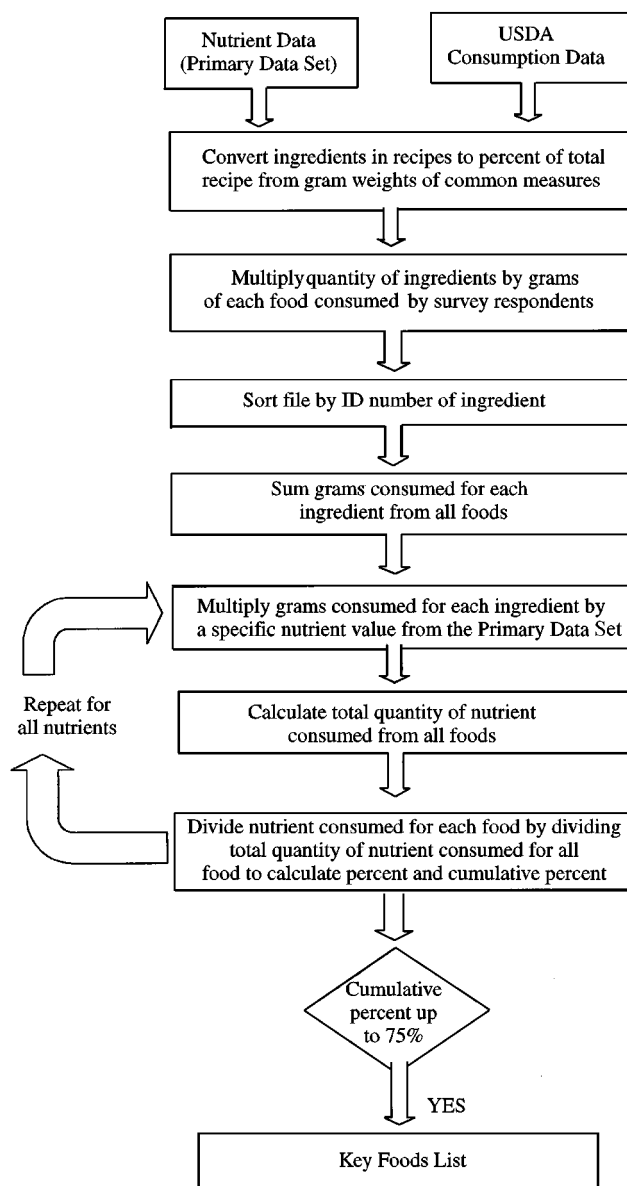 Nutrient Data
(Primary Data Set)
USDA
Consumption Data
Convert ingredients in recipes to percent of total
recipe from gram weights of common measures
Multiply quantity of ingredients by grams
of each food consumed by survey respondents
Sort file by ID number of ingredient
Sum grams consumed for each
ingredient from all foods
Multiply grams consumed for each ingredient by
a specific nutrient value from the Primary Data Set
Repeat for
all nutrients
Calculate total quantity of nutrient
consumed from all foods
Divide nutrient consumed for each food by dividing
total quantity of nutrient consumed for all
food to calculate percent and cumulative percent
Cumulative
percent up
to 75%
YES
Key Foods List